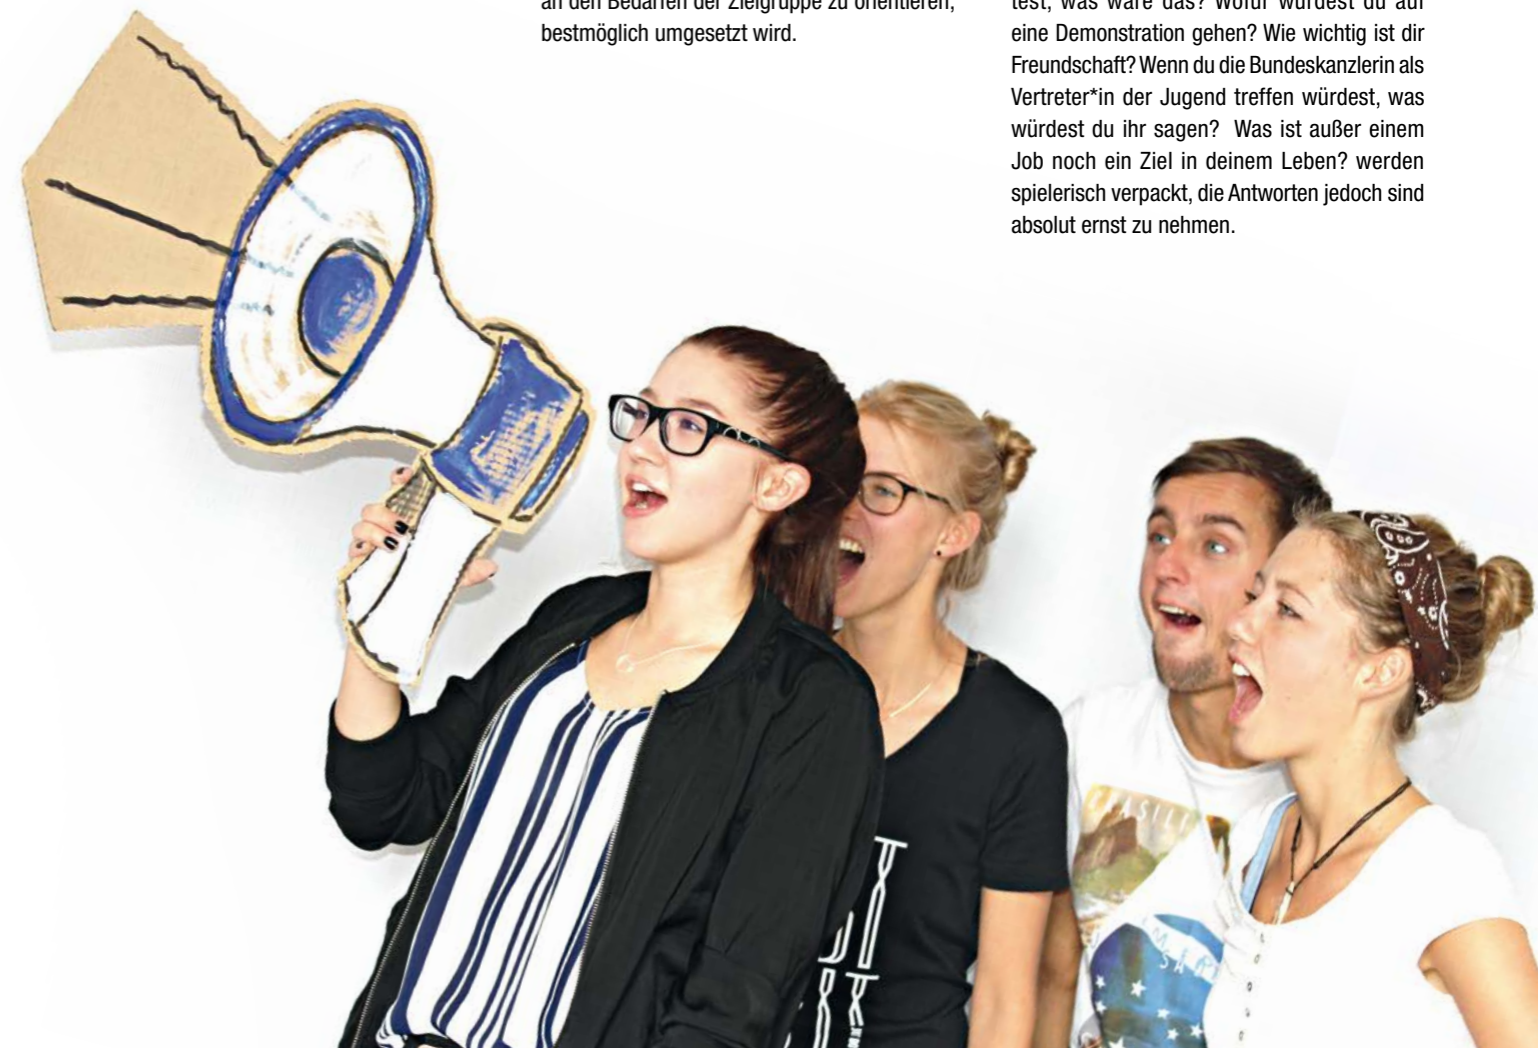 an den Bedarfen der Zielgruppe zu orientieren,
bestmöglich umgesetzt wird.
test, was wäre das? Wofür würdest du auf
eine Demonstration gehen? Wie wichtig ist dir
Freundschaft? Wenn du die Bundeskanzlerin als
Vertreter*in der Jugend treffen würdest, was
würdest du ihr sagen? Was ist außer einem
Job noch ein Ziel in deinem Leben? werden
spielerisch verpackt, die Antworten jedoch sind
absolut ernst zu nehmen.